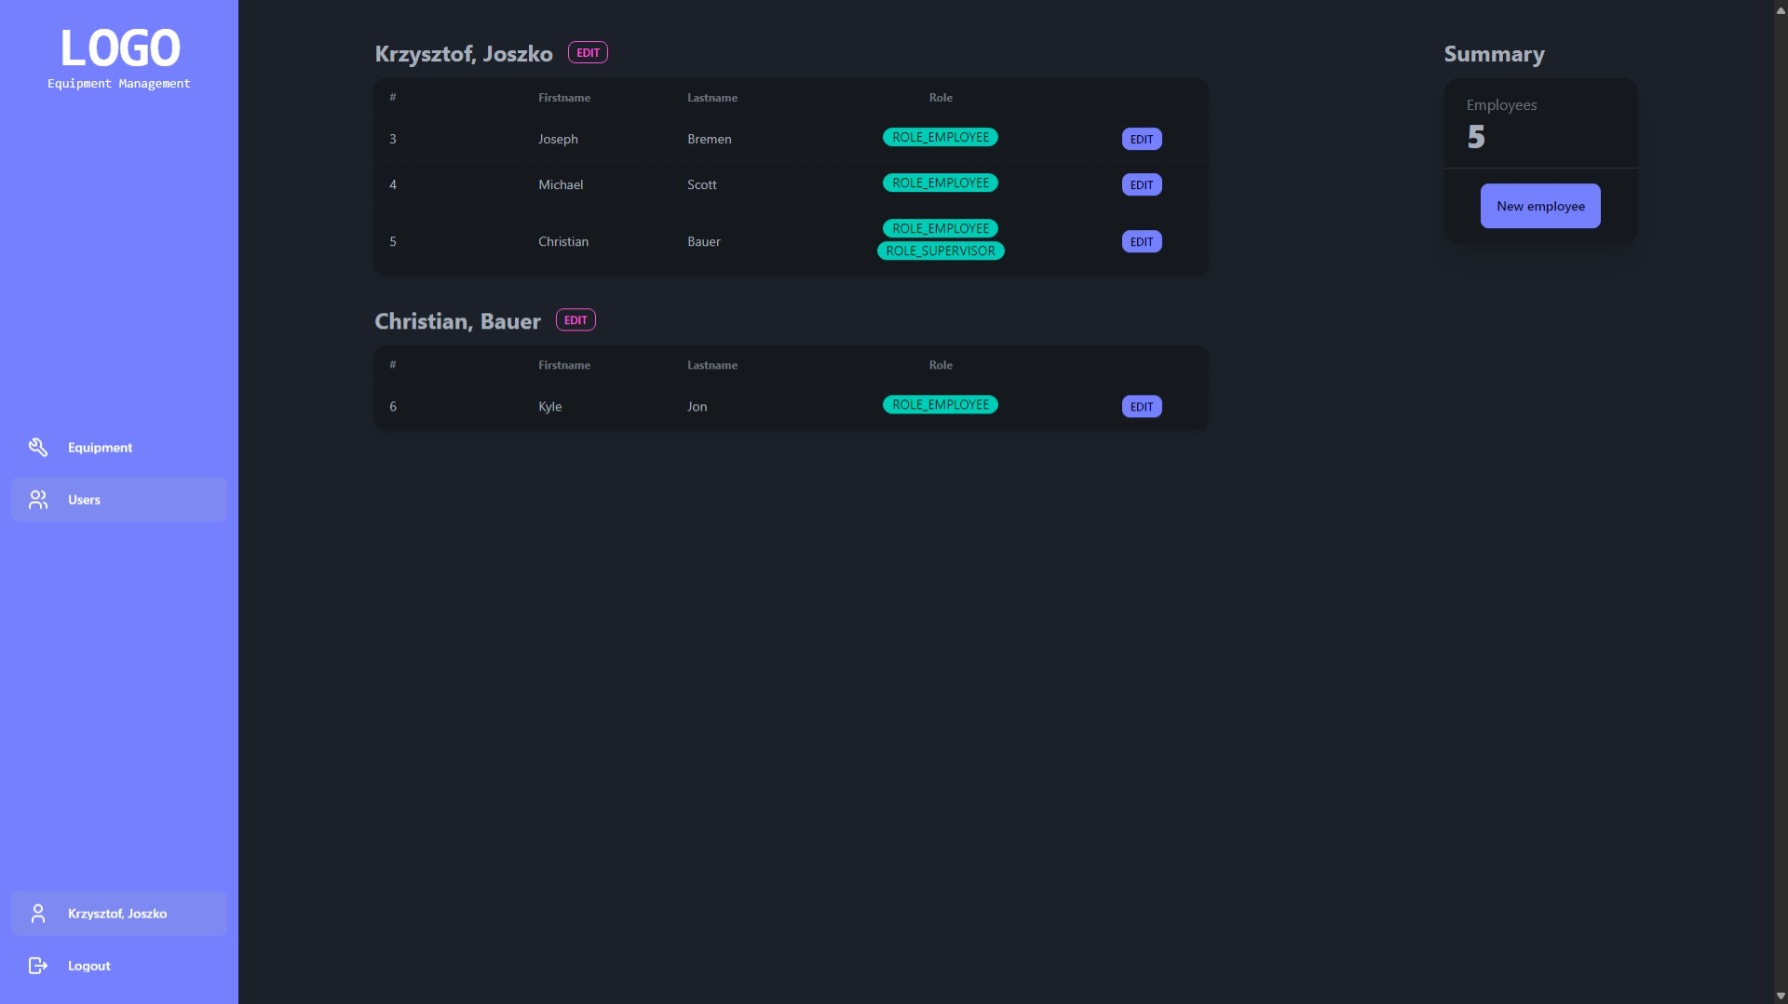 LOGO
Equipment Management
Equipment
Users
Krzysztof, Joszko
Logout
Krzysztof, Joszko EDIT
# Firstname Lastname Role
3 Joseph Bremen ROLE_EMPLOYEE EDIT
4 Michael Scott ROLE_EMPLOYEE EDIT
5 Christian Bauer ROLE_EMPLOYEE ROLE_SUPERVISOR EDIT
Christian, Bauer EDIT
# Firstname Lastname Role
6 Kyle Jon ROLE_EMPLOYEE EDIT
Summary
Employees
5
New employee